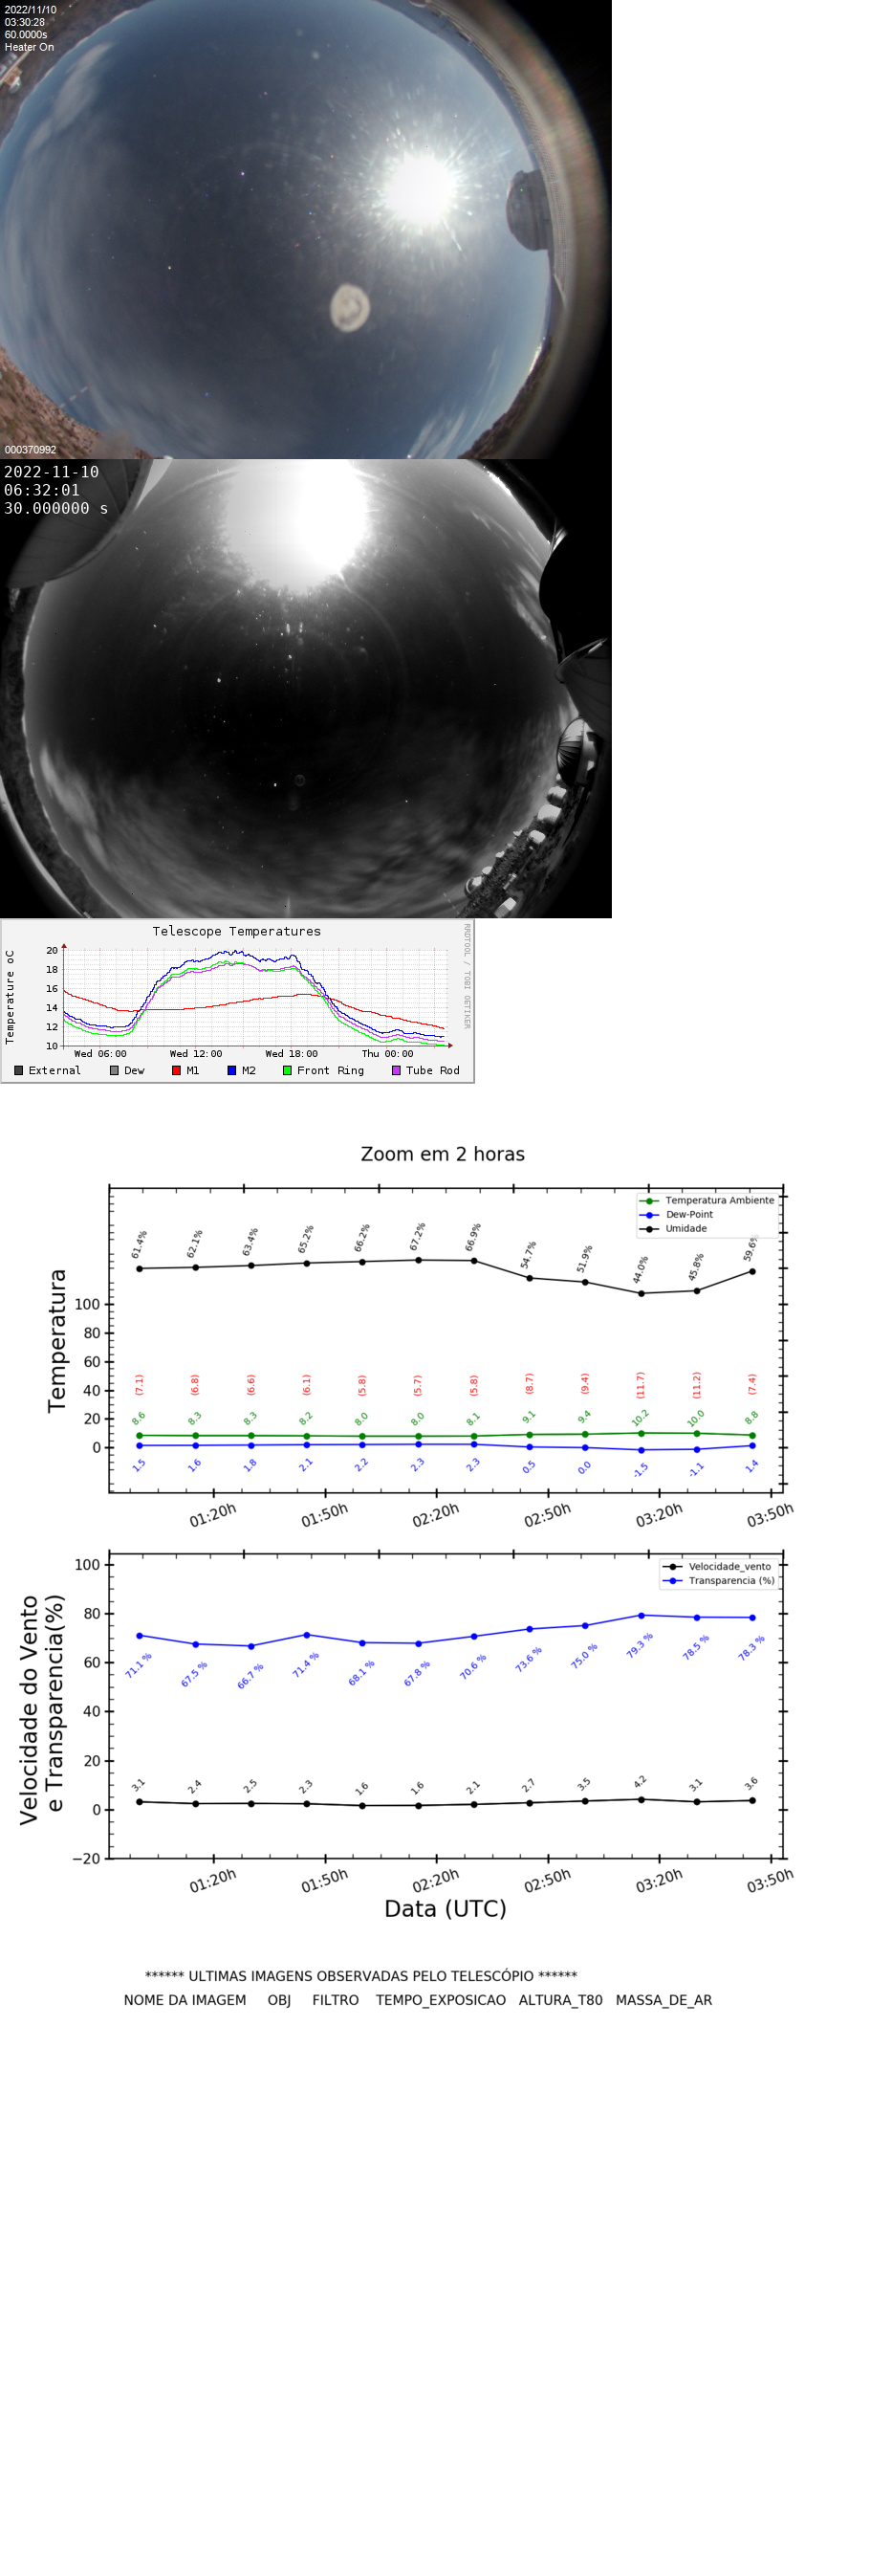 2022/11/10
03:30:28
60.0000s
Heater On
000370992
2022-11-10
06:32:01
30.000000 s
Telescope Temperatures
RRDTOOL / TOBI OETIKER
Temperature oC
20
18
16
14
12
10
Wed 06:00 Wed 12:00 Wed 18:00 Thu 00:00
External Dew M1 M2 Front Ring Tube Rod
Zoom em 2 horas
Temperatura Ambiente
Dew-Point
Umidade
61.4% 62.1% 63.4% 65.2% 66.2% 67.2% 66.9% 54.7% 51.9% 44.0% 45.8% 59.6%
Temperatura
100
80
60
40
20
0
(7.1) (6.8) (6.6) (6.1) (5.8) (5.7) (5.8) (8.7) (9.4) (11.7) (11.2) (7.4)
8.6 8.3 8.3 8.2 8.0 8.0 8.1 9.1 9.4 10.2 10.0 8.8
1.5 1.6 1.8 2.1 2.2 2.3 2.3 0.5 0.0 -1.5 -1.1 1.4
01:20h 01:50h 02:20h 02:50h 03:20h 03:50h
Velocidade_vento
Transparencia (%)
Velocidade do Vento
e Transparencia(%)
100
80
60
40
20
0
−20
71.1 % 67.5 % 66.7 % 71.4 % 68.1 % 67.8 % 70.6 % 73.6 % 75.0 % 79.3 % 78.5 % 78.3 %
3.1 2.4 2.5 2.3 1.6 1.6 2.1 2.7 3.5 4.2 3.1 3.6
01:20h 01:50h 02:20h 02:50h 03:20h 03:50h
Data (UTC)
****** ULTIMAS IMAGENS OBSERVADAS PELO TELESCÓPIO ******
NOME DA IMAGEM OBJ FILTRO TEMPO_EXPOSICAO ALTURA_T80 MASSA_DE_AR